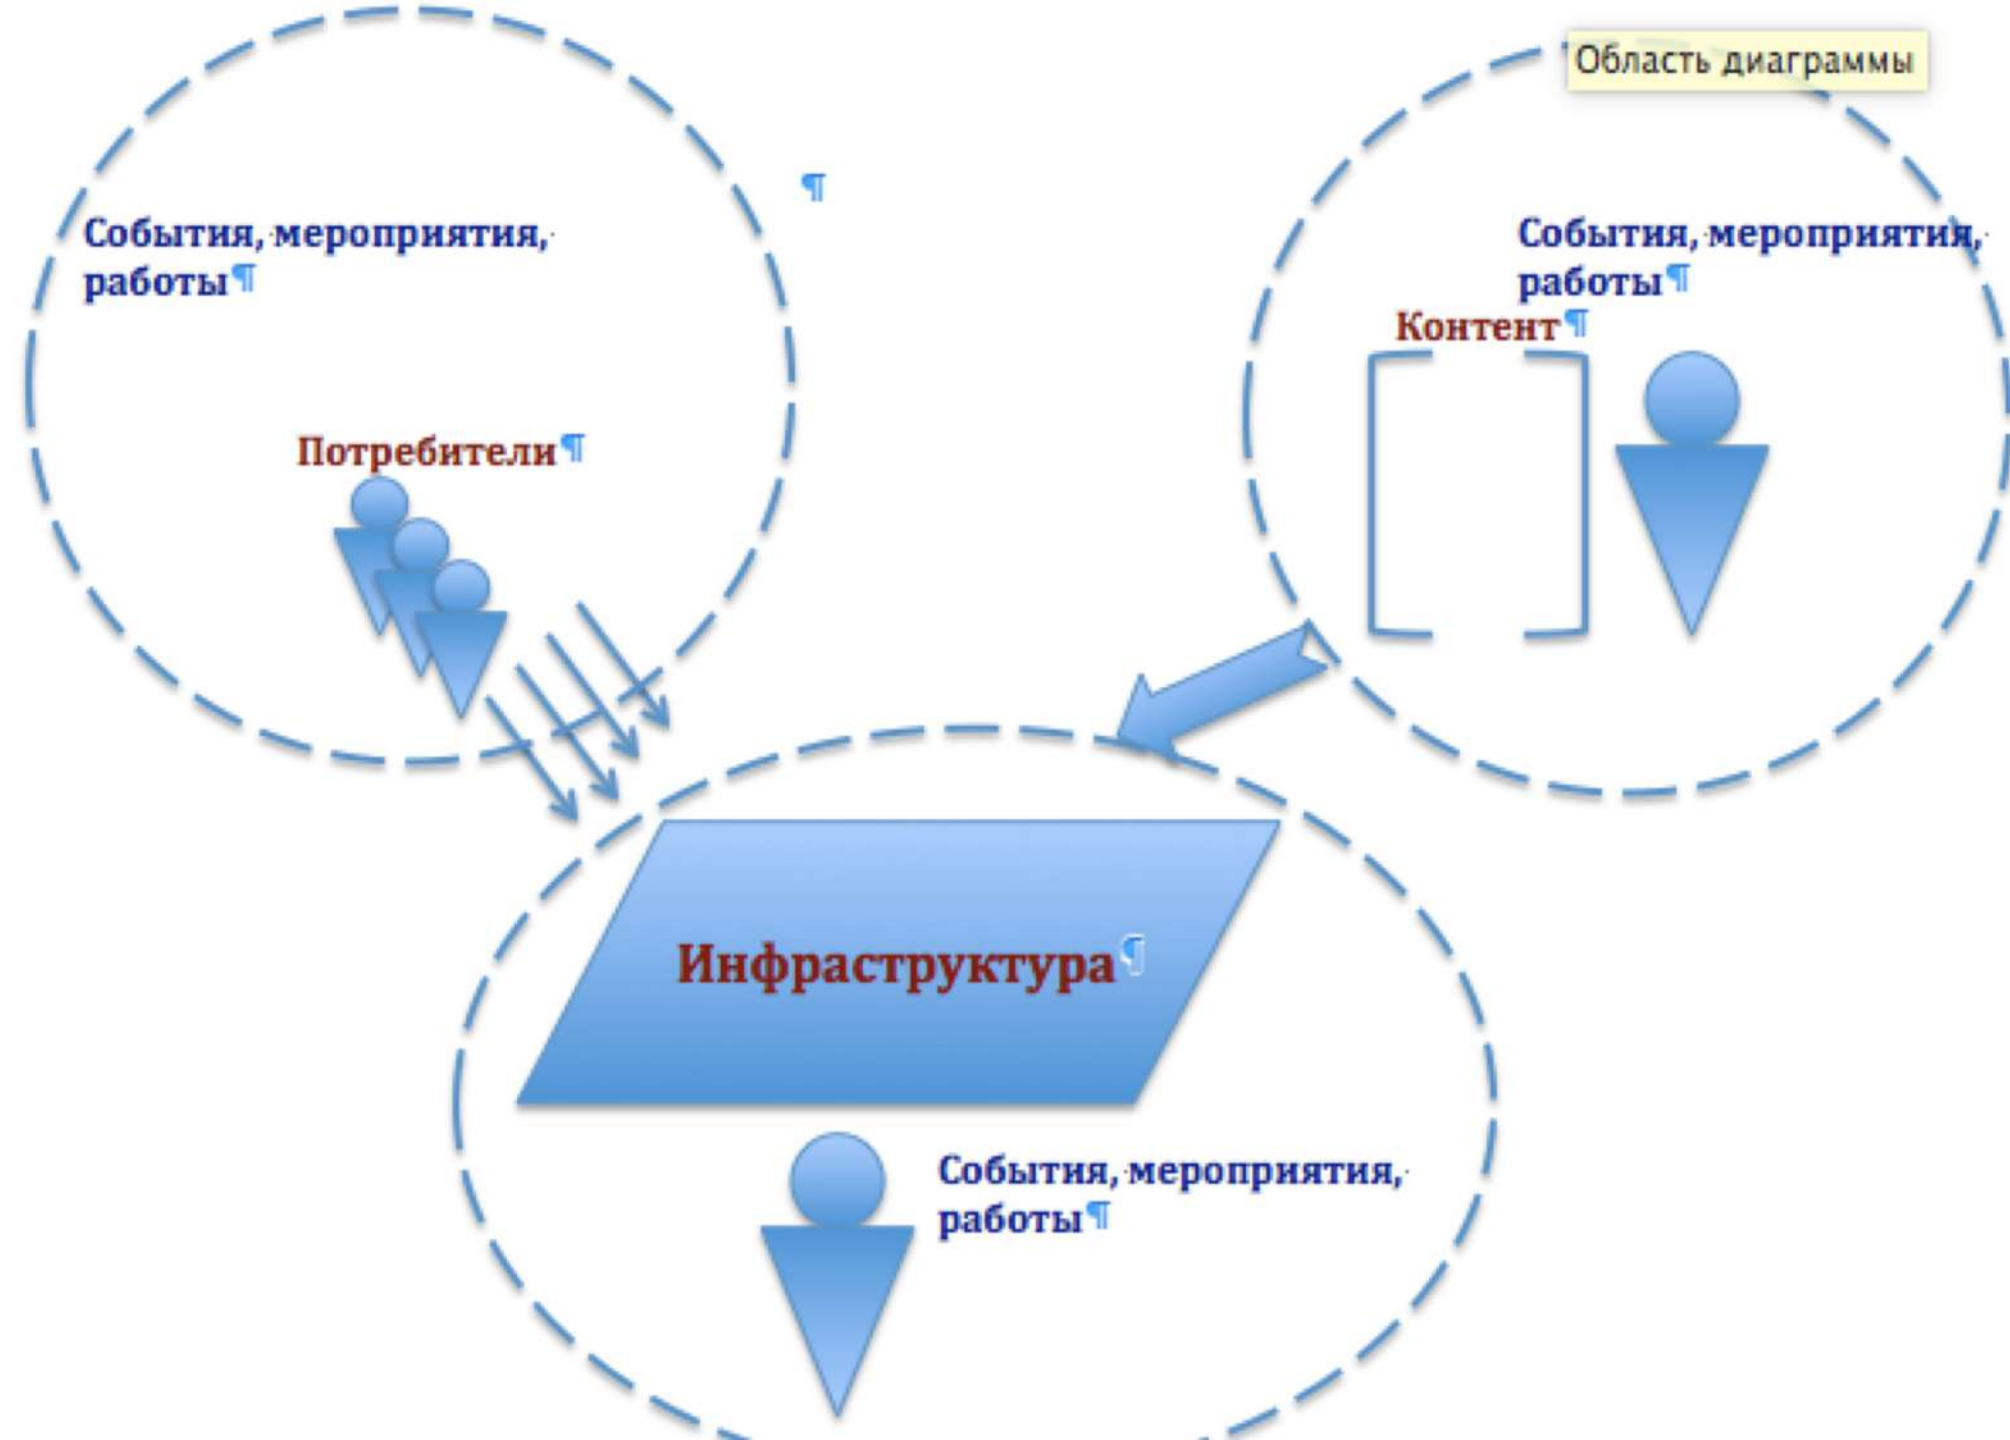 Область диаграммы
¶
События, мероприятия,
работы¶
События, мероприятия,
работы¶
Контент¶
Потребители¶
Инфраструктура¶
События, мероприятия,
работы¶